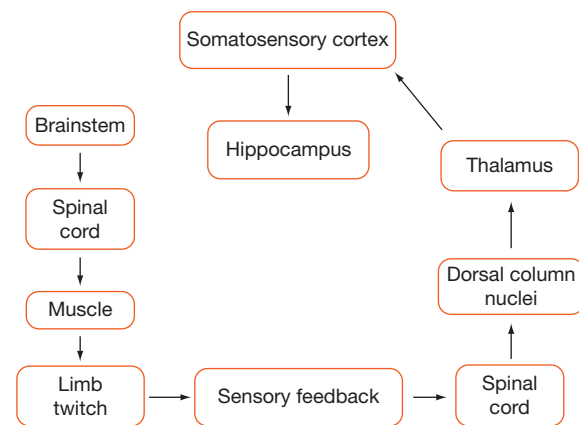 Somatosensory cortex
Hippocampus
Brainstem
Spinal
cord
Muscle
Limb
twitch
Sensory feedback
Spinal
cord
Dorsal column
nuclei
Thalamus